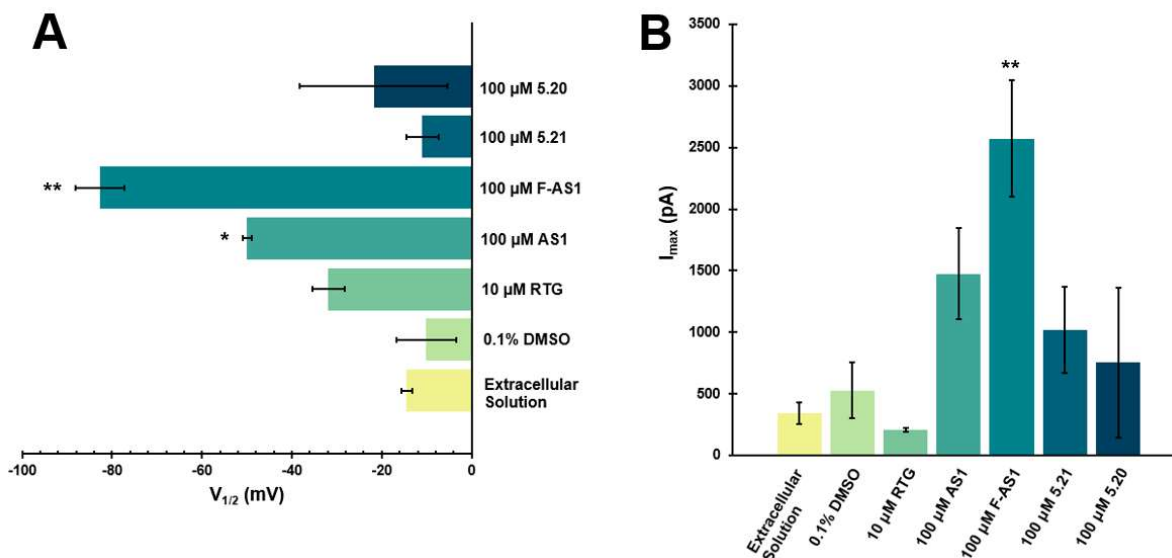 A
100 µM 5.20
100 µM 5.21
** 100 µM F-AS1
* 100 µM AS1
10 µM RTG
0.1% DMSO
Extracellular
Solution
-100 -80 -60 -40 -20 0
V1/2 (mV)
B
3500
3000
2500
2000
1500
1000
500
0
Imax (pA)
**
Extracellular
Solution
0.1% DMSO
10 µM RTG
100 µM AS1
100 µM F-AS1
100 µM 5.21
100 µM 5.20